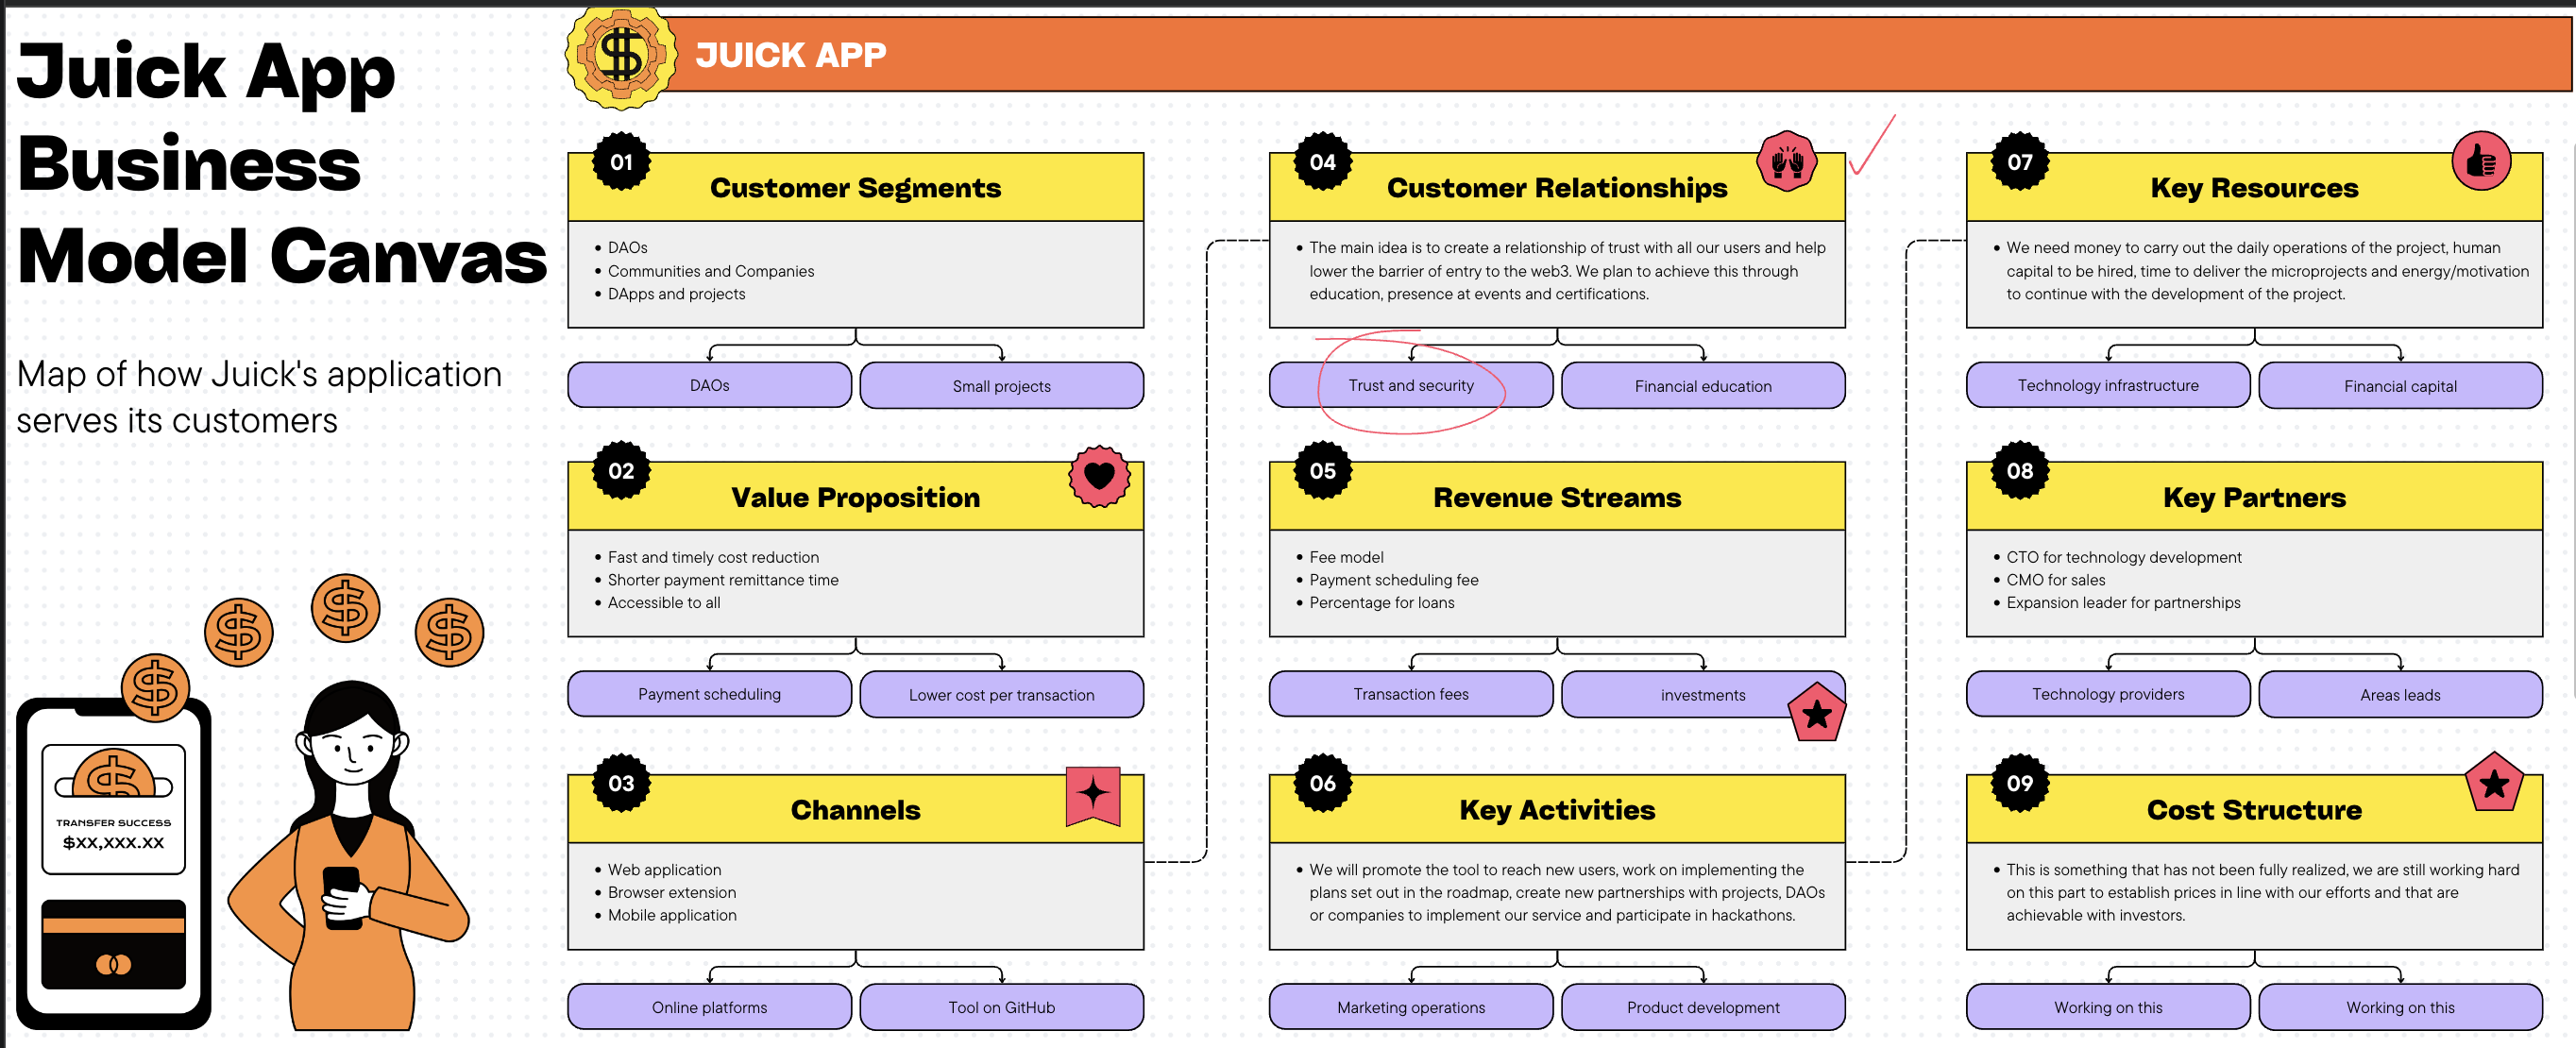 Juick App
Business
Model Canvas
Map of how Juick's application
serves its customers
TRANSFER SUCCESS
$XX,XXX.XX
JUICK APP
01
Customer Segments
DAOs
Communities and Companies
DApps and projects
DAOs
Small projects
02
Value Proposition
Fast and timely cost reduction
Shorter payment remittance time
Accessible to all
Payment scheduling
Lower cost per transaction
03
Channels
Web application
Browser extension
Mobile application
Online platforms
Tool on GitHub
04
Customer Relationships
The main idea is to create a relationship of trust with all our users and help
lower the barrier of entry to the web3. We plan to achieve this through
education, presence at events and certifications.
Trust and security
Financial education
05
Revenue Streams
Fee model
Payment scheduling fee
Percentage for loans
Transaction fees
investments
06
Key Activities
We will promote the tool to reach new users, work on implementing the
plans set out in the roadmap, create new partnerships with projects, DAOs
or companies to implement our service and participate in hackathons.
Marketing operations
Product development
07
Key Resources
We need money to carry out the daily operations of the project, human
capital to be hired, time to deliver the microprojects and energy/motivation
to continue with the development of the project.
Technology infrastructure
Financial capital
08
Key Partners
CTO for technology development
CMO for sales
Expansion leader for partnerships
Technology providers
Areas leads
09
Cost Structure
This is something that has not been fully realized, we are still working hard
on this part to establish prices in line with our efforts and that are
achievable with investors.
Working on this
Working on this